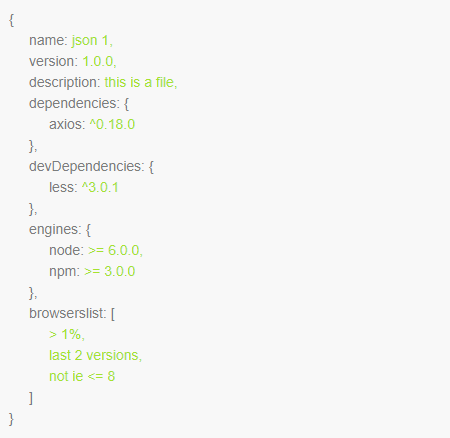 {
name: json 1,
version: 1.0.0,
description: this is a file,
dependencies: {
axios: ^0.18.0
},
devDependencies: {
less: ^3.0.1
},
engines: {
node: >= 6.0.0,
npm: >= 3.0.0
},
browserslist: [
> 1%,
last 2 versions,
not ie <= 8
]
}